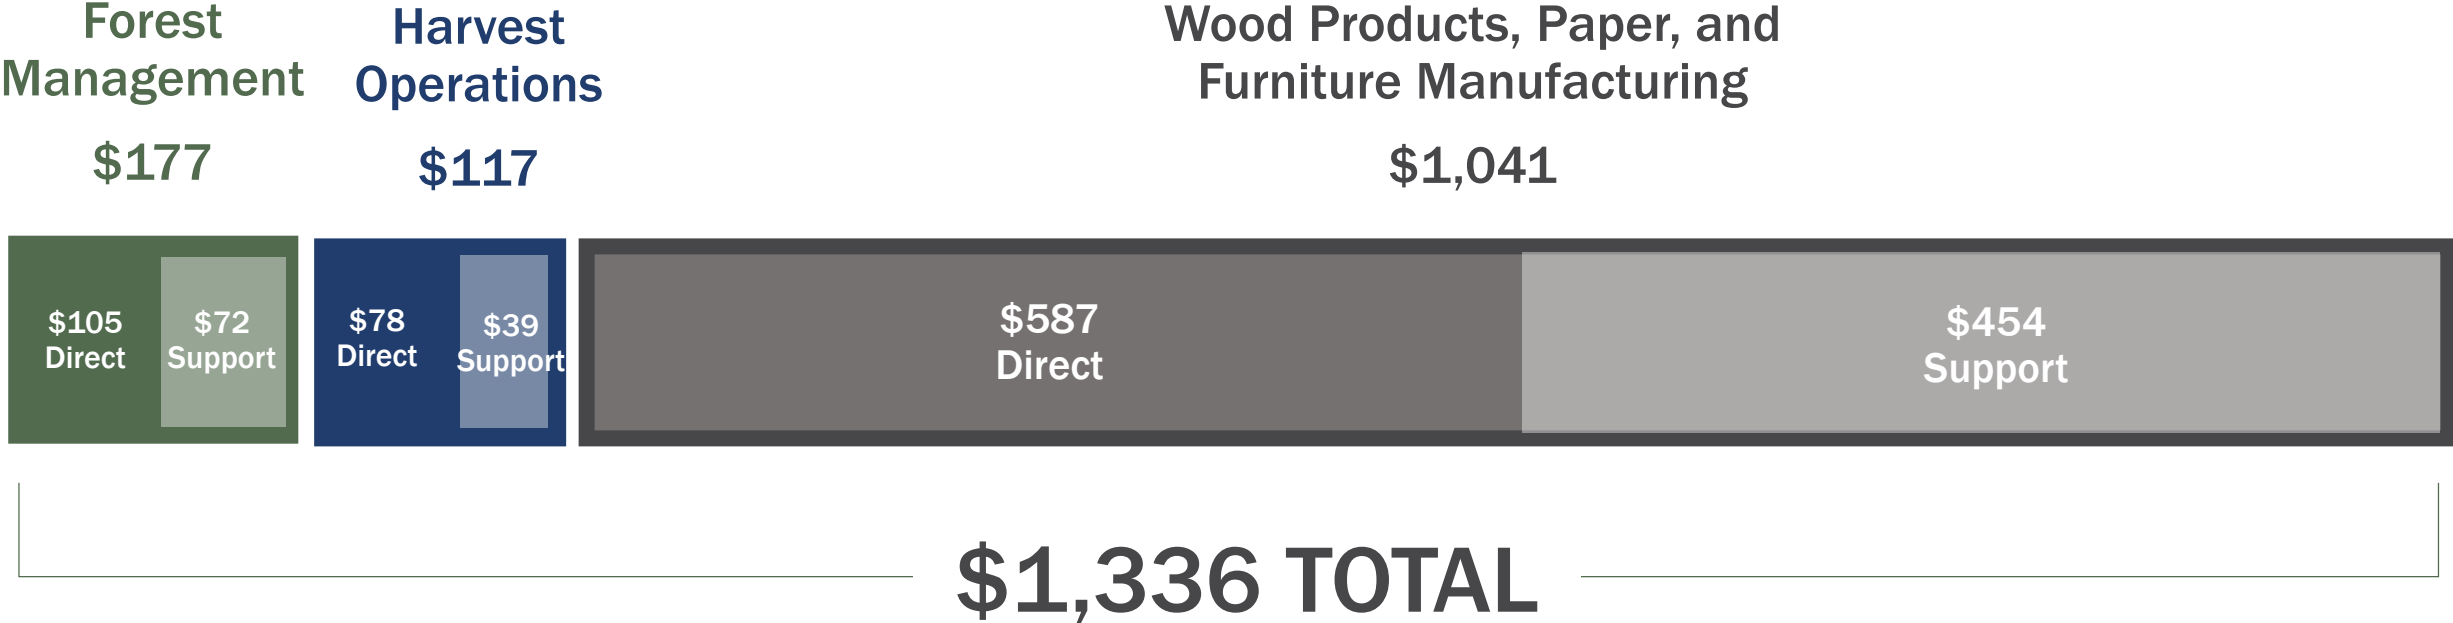 Forest
Management
$177
Harvest
Operations
$117
Wood Products, Paper, and
Furniture Manufacturing
$1,041
$105
Direct
$72
Support
$78
Direct
$39
Support
$587
Direct
$454
Support
$1,336 TOTAL